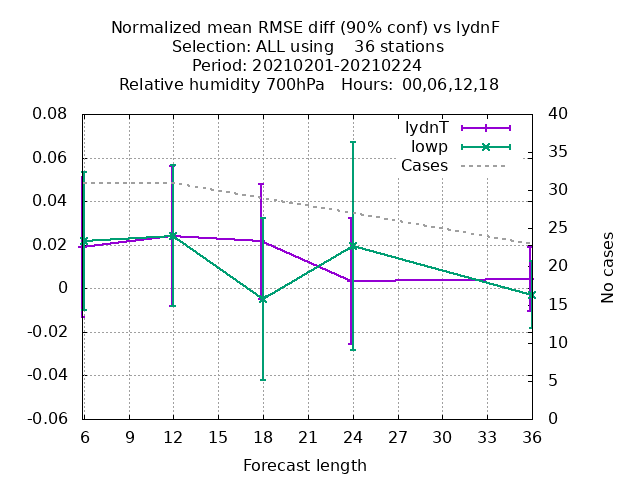 Normalized mean RMSE diff (90% conf) vs lydnF
Selection: ALL using 36 stations
Period: 20210201-20210224
Relative humidity 700hPa Hours: 00,06,12,18
lydnT
lowp
Cases
0.08
0.06
0.04
0.02
0
-0.02
-0.04
-0.06
40
35
30
25
20
15
10
5
0
No cases
6 9 12 15 18 21 24 27 30 33 36
Forecast length